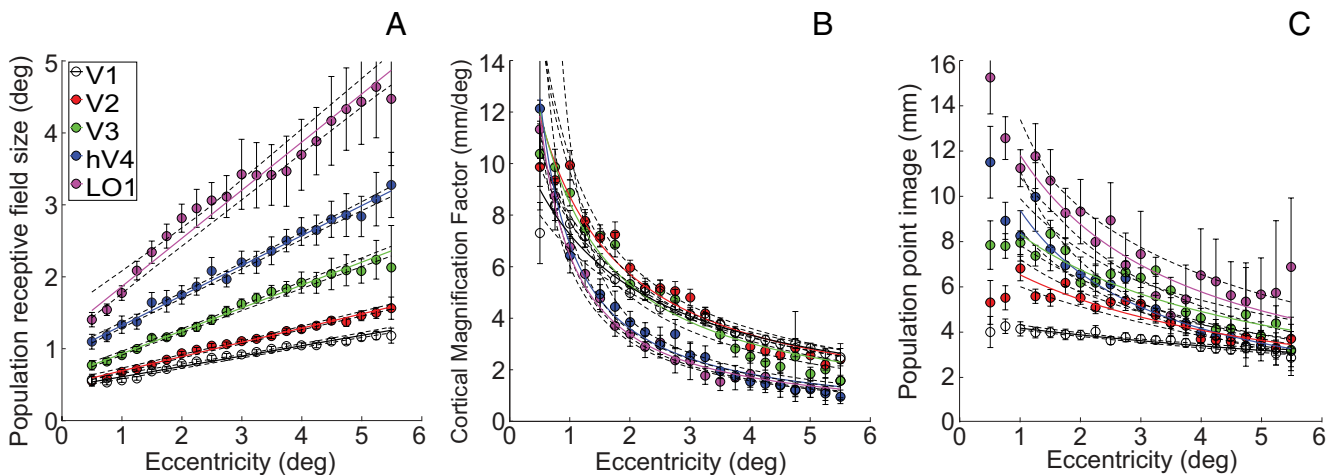 A
Population receptive field size (deg)
5
4
3
2
1
0
V1
V2
V3
hV4
LO1
0 1 2 3 4 5 6
Eccentricity (deg)
B
Cortical Magnification Factor (mm/deg)
14
12
10
8
6
4
2
0
0 1 2 3 4 5 6
Eccentricity (deg)
C
Population point image (mm)
16
14
12
10
8
6
4
2
0
0 1 2 3 4 5 6
Eccentricity (deg)